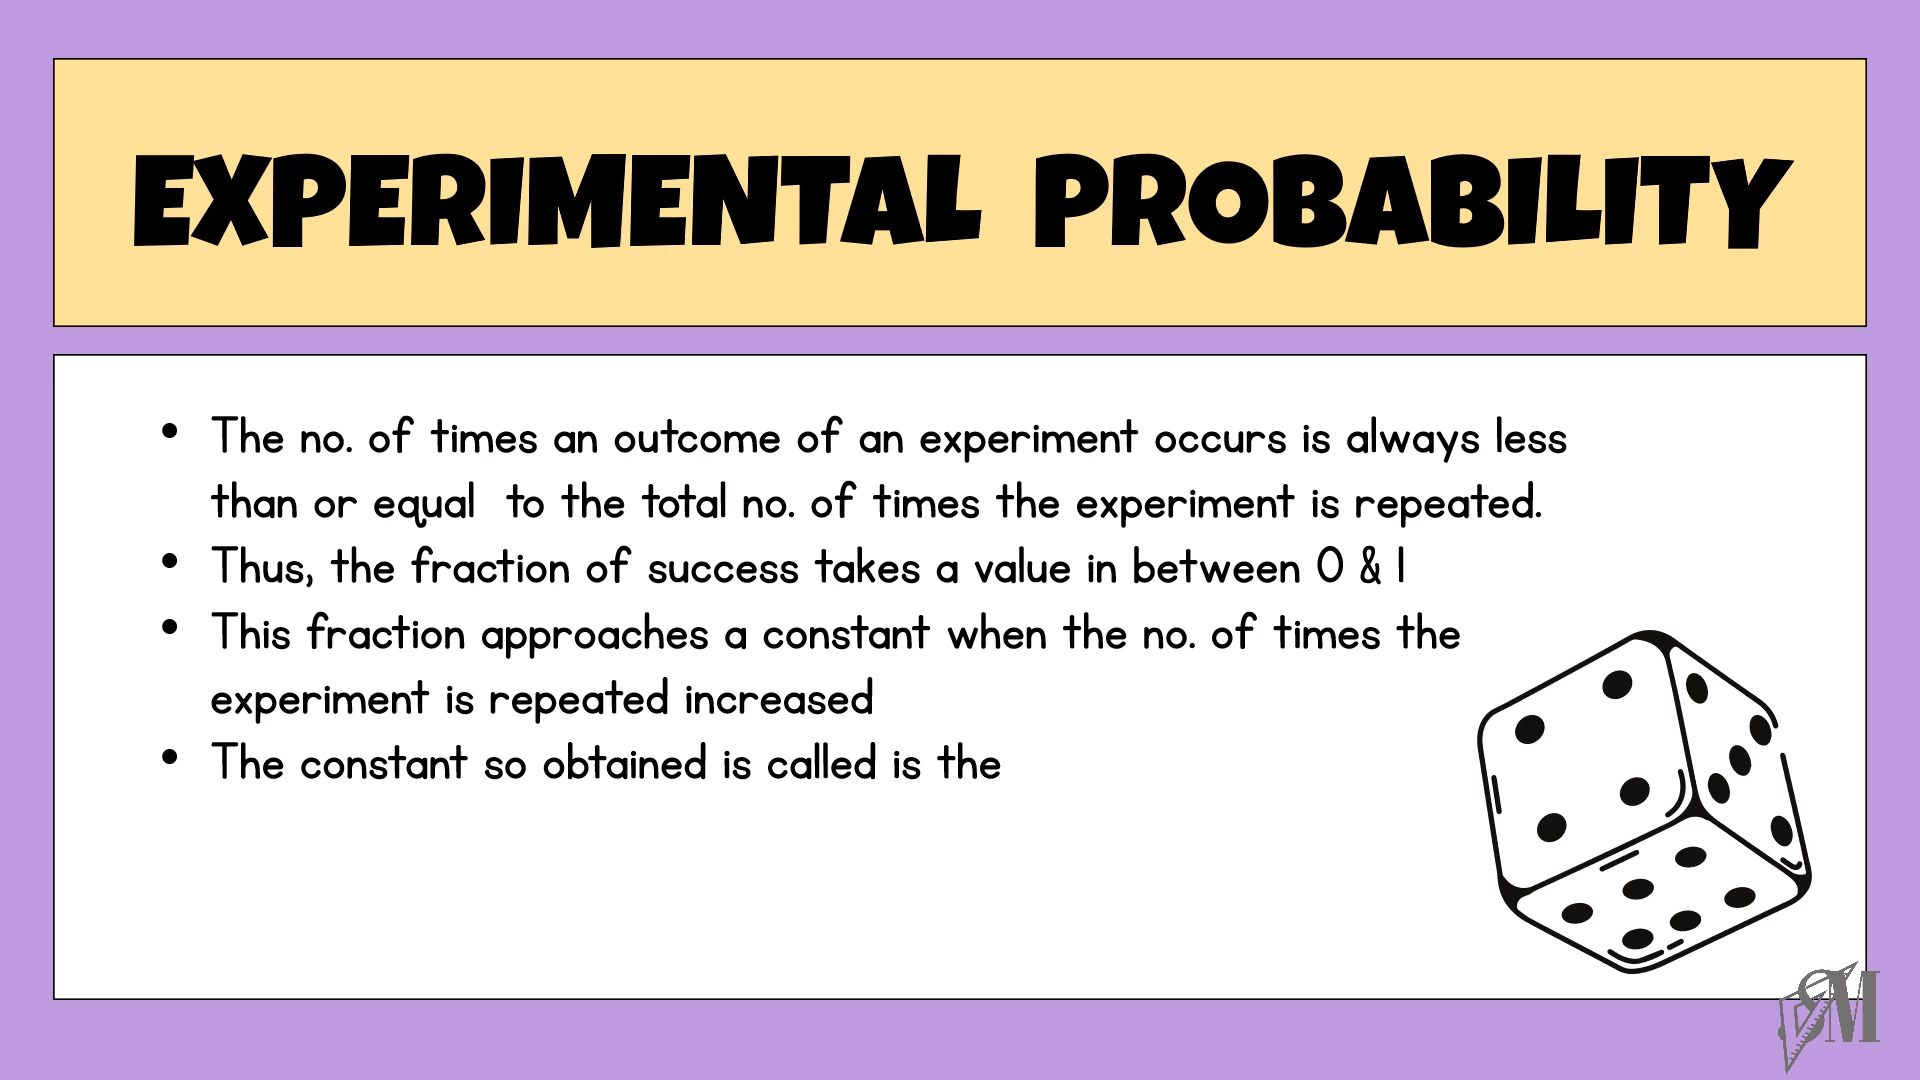 EXPERIMENTAL PROBABILITY
• The no. of times an outcome of an experiment occurs is always less
than or equal  to the total no. of times the experiment is repeated.
• Thus, the fraction of success takes a value in between 0 & 1
• This fraction approaches a constant when the no. of times the
experiment is repeated increased
• The constant so obtained is called is the
SM